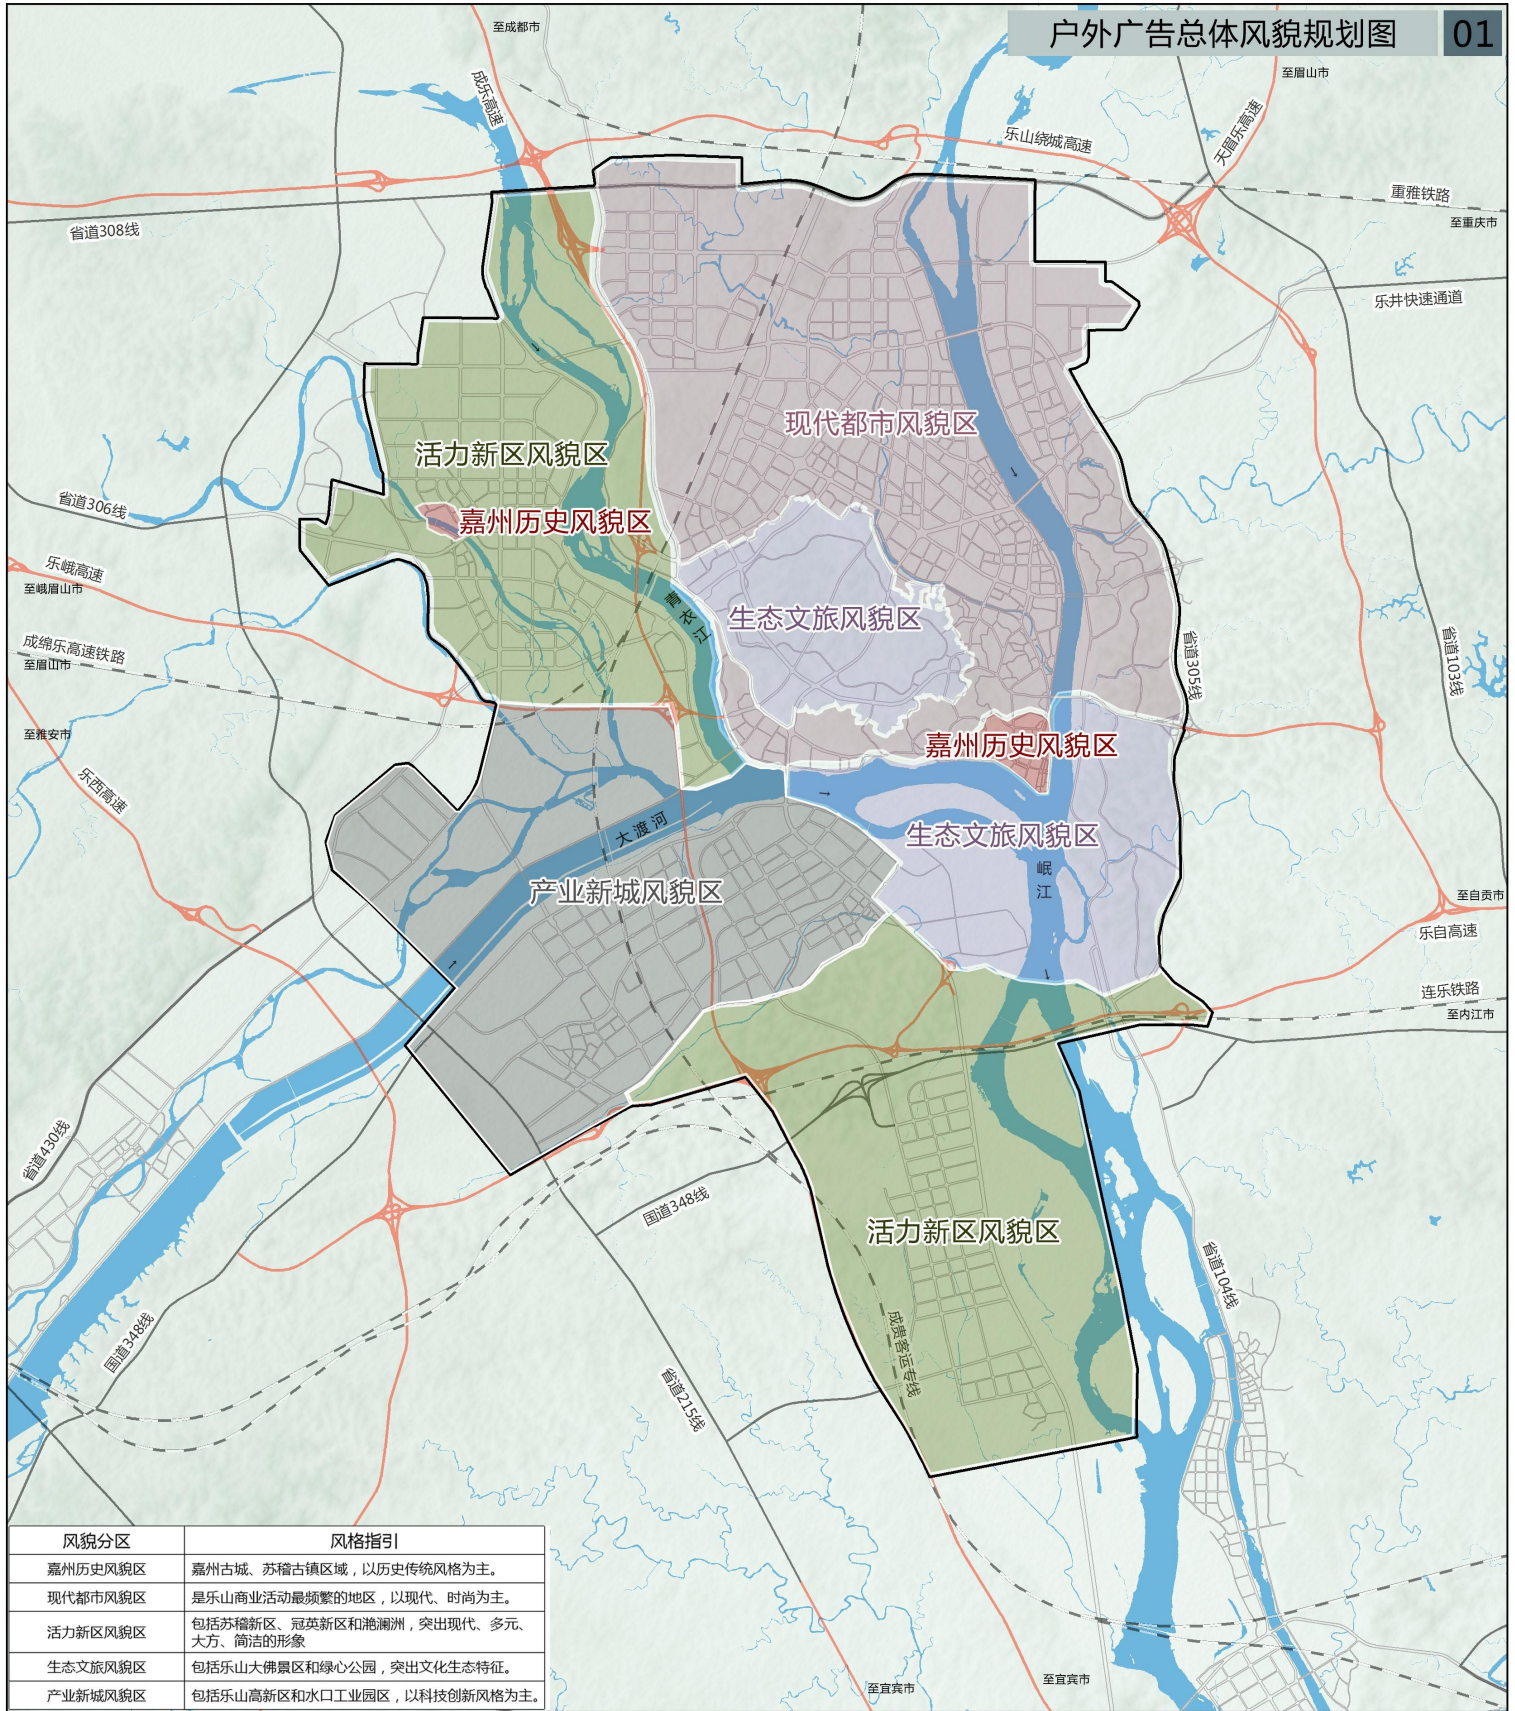 户外广告总体风貌规划图 01
至成都市
至眉山市
成乐高速
乐山绕城高速
天眉乐高速
重雅铁路
至重庆市
省道308线
乐井快速通道
现代都市风貌区
活力新区风貌区
省道306线
嘉州历史风貌区
乐峨高速
至峨眉山市
青衣江
生态文旅风貌区
成绵乐高速铁路
至眉山市
省道305线
省道103线
至雅安市
嘉州历史风貌区
乐西高速
大渡河
生态文旅风貌区
岷江
产业新城风貌区
至自贡市
乐自高速
连乐铁路
至内江市
省道430线
国道348线
活力新区风貌区
省道104线
国道348线
成贵客运专线
省道215线
至宜宾市
至宜宾市
风貌分区 风格指引
嘉州历史风貌区 嘉州古城、苏稽古镇区域，以历史传统风格为主。
现代都市风貌区 是乐山商业活动最频繁的地区，以现代、时尚为主。
活力新区风貌区 包括苏稽新区、冠英新区和滟澜洲，突出现代、多元、
大方、简洁的形象
生态文旅风貌区 包括乐山大佛景区和绿心公园，突出文化生态特征。
产业新城风貌区 包括乐山高新区和水口工业园区，以科技创新风格为主。